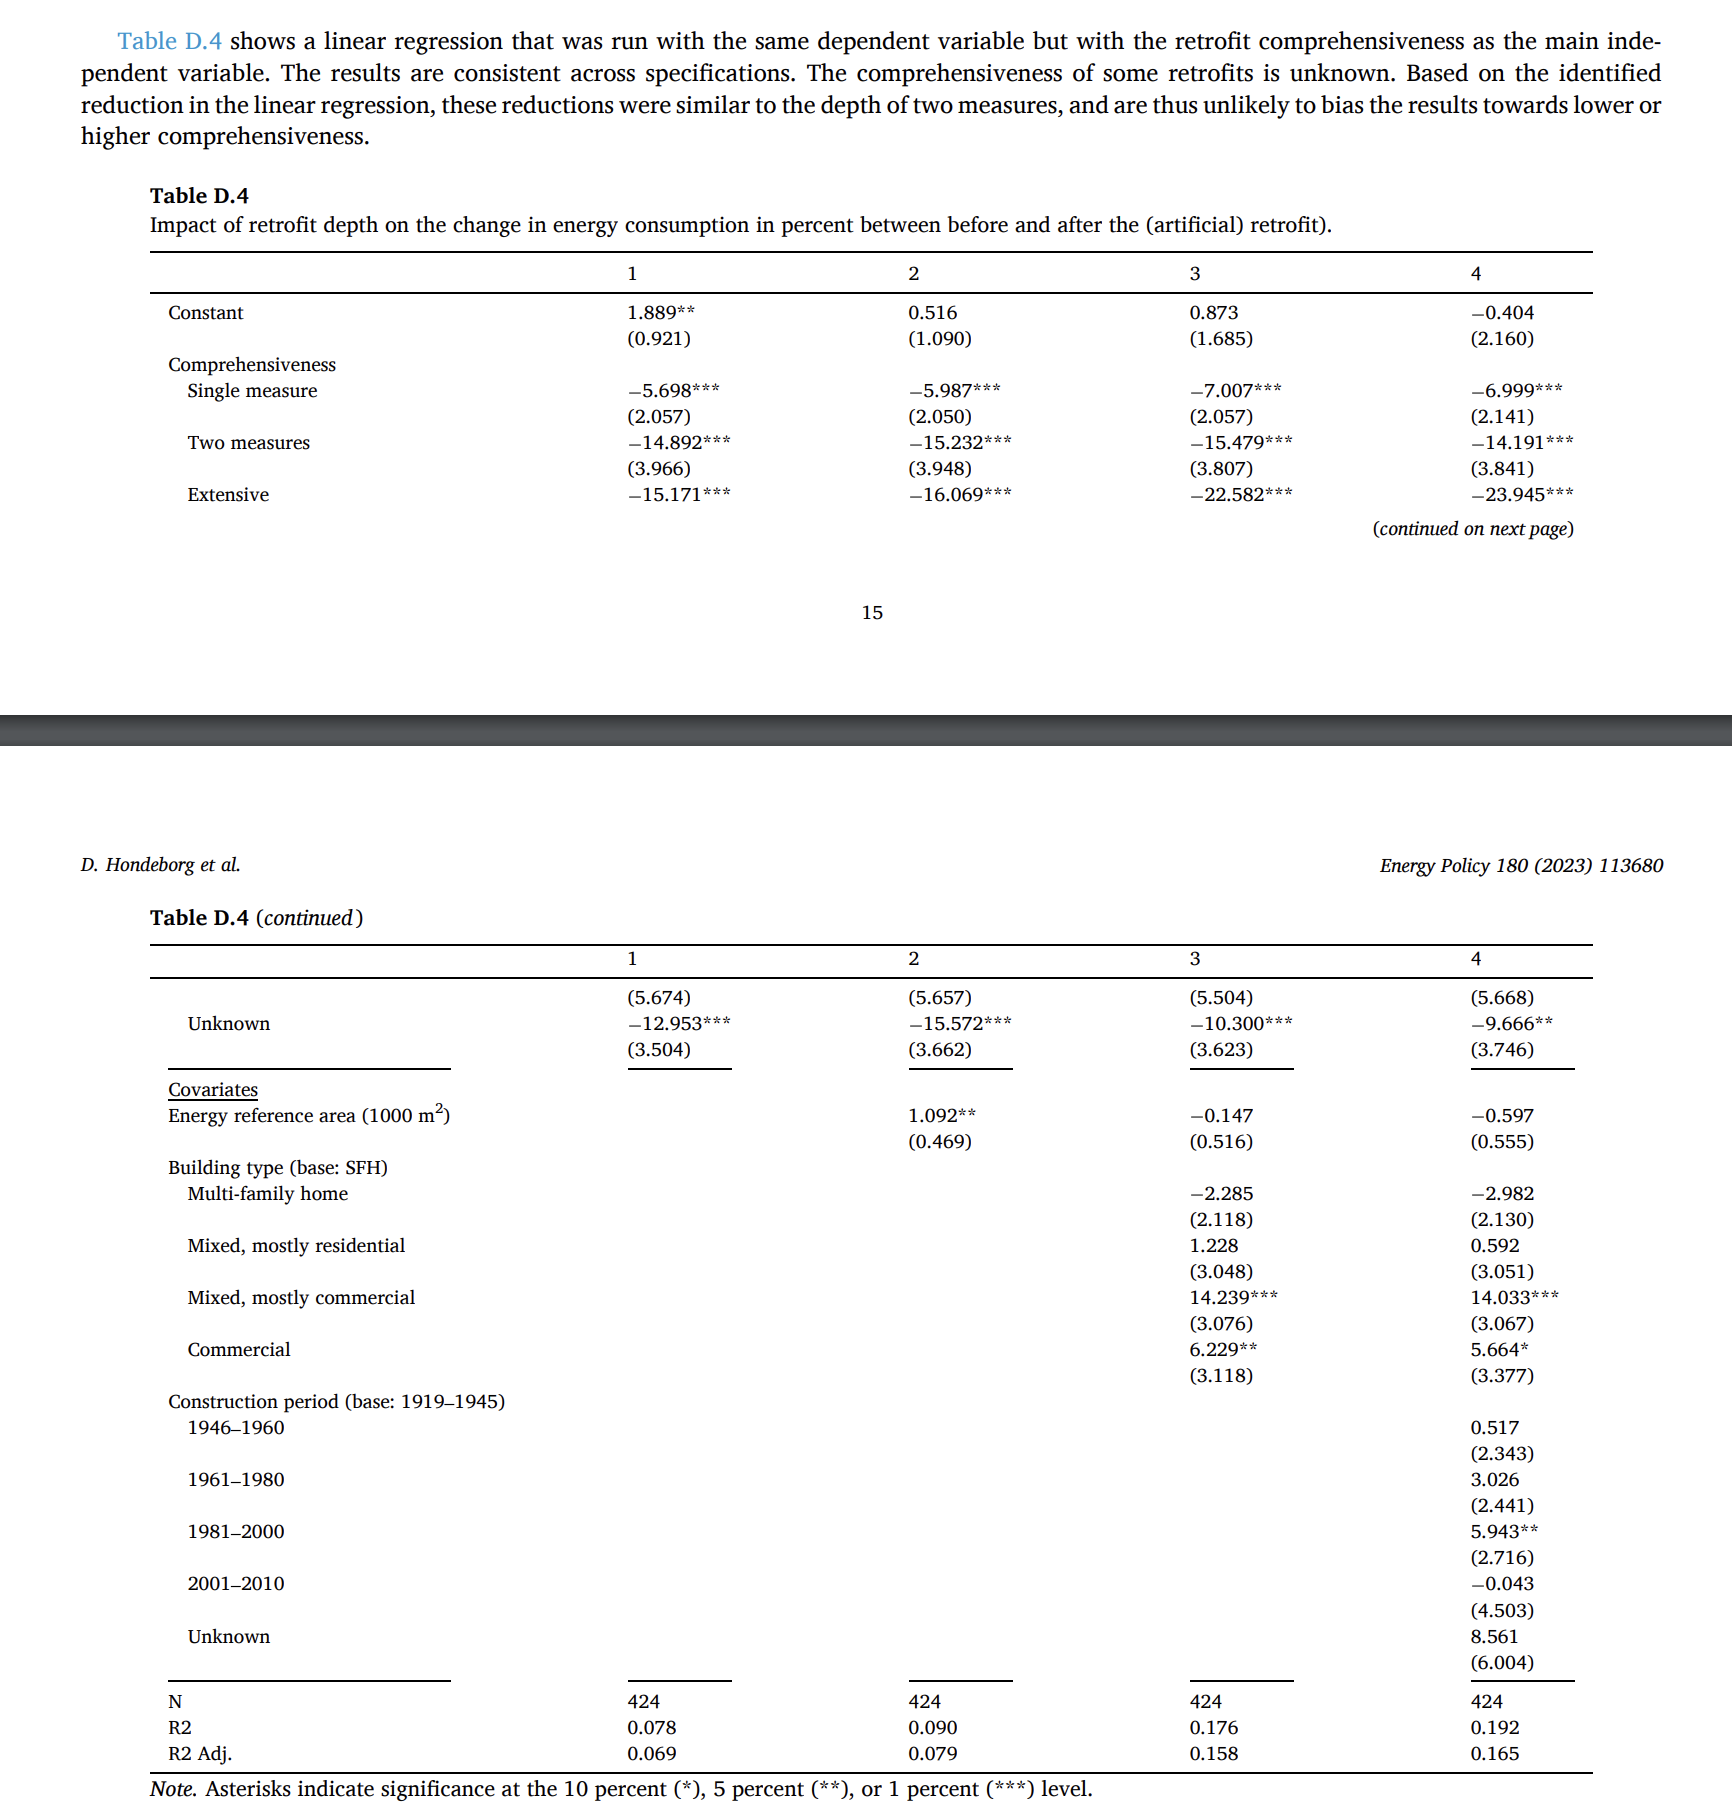 Table D.4 shows a linear regression that was run with the same dependent variable but with the retrofit comprehensiveness as the main inde-
pendent variable. The results are consistent across specifications. The comprehensiveness of some retrofits is unknown. Based on the identified
reduction in the linear regression, these reductions were similar to the depth of two measures, and are thus unlikely to bias the results towards lower or
higher comprehensiveness.
Table D.4
Impact of retrofit depth on the change in energy consumption in percent between before and after the (artificial) retrofit).
1 2 3 4
Constant 1.889** 0.516 0.873 −0.404
(0.921) (1.090) (1.685) (2.160)
Comprehensiveness
Single measure −5.698*** −5.987*** −7.007*** −6.999***
(2.057) (2.050) (2.057) (2.141)
Two measures −14.892*** −15.232*** −15.479*** −14.191***
(3.966) (3.948) (3.807) (3.841)
Extensive −15.171*** −16.069*** −22.582*** −23.945***
(continued on next page)
15
D. Hondeborg et al. Energy Policy 180 (2023) 113680
Table D.4 (continued)
1 2 3 4
(5.674) (5.657) (5.504) (5.668)
Unknown −12.953*** −15.572*** −10.300*** −9.666**
(3.504) (3.662) (3.623) (3.746)
Covariates
Energy reference area (1000 m²) 1.092** −0.147 −0.597
(0.469) (0.516) (0.555)
Building type (base: SFH)
Multi-family home −2.285 −2.982
(2.118) (2.130)
Mixed, mostly residential 1.228 0.592
(3.048) (3.051)
Mixed, mostly commercial 14.239*** 14.033***
(3.076) (3.067)
Commercial 6.229** 5.664*
(3.118) (3.377)
Construction period (base: 1919–1945)
1946–1960 0.517
(2.343)
1961–1980 3.026
(2.441)
1981–2000 5.943**
(2.716)
2001–2010 −0.043
(4.503)
Unknown 8.561
(6.004)
N 424 424 424 424
R2 0.078 0.090 0.176 0.192
R2 Adj. 0.069 0.079 0.158 0.165
Note. Asterisks indicate significance at the 10 percent (*), 5 percent (**), or 1 percent (***) level.